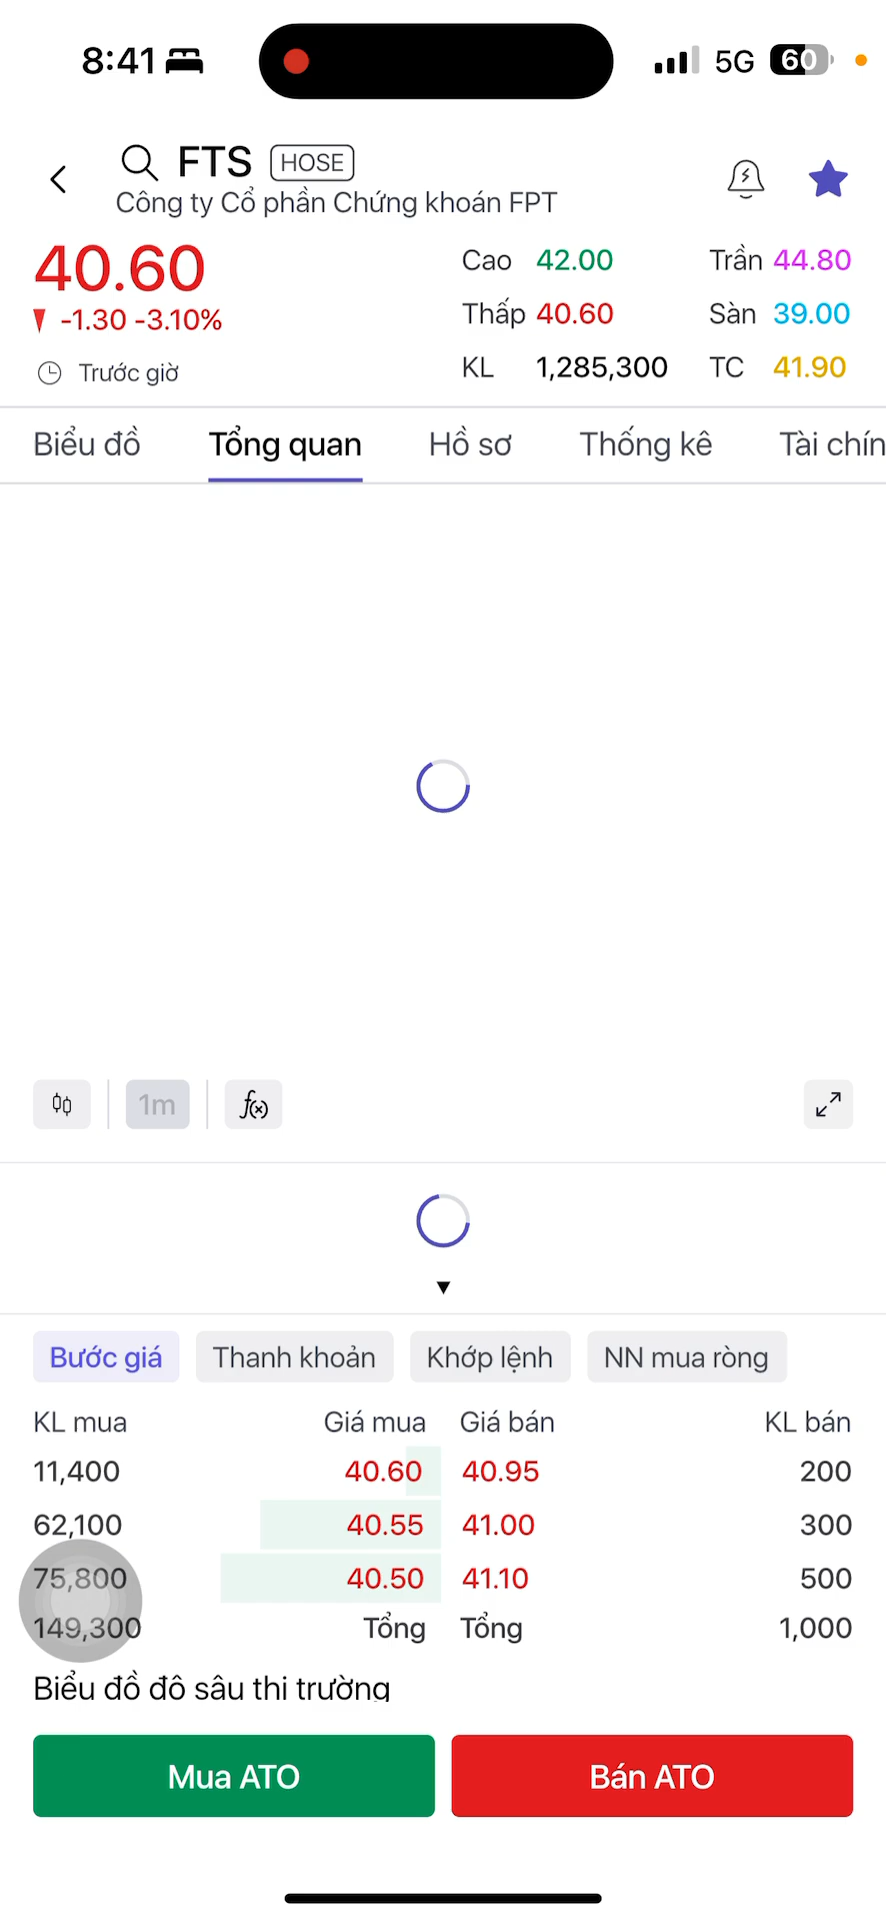 8:41 5G 60
FTS HOSE
Công ty Cổ phần Chứng khoán FPT
40.60
-1.30 -3.10%
Trước giờ
Cao 42.00 Trần 44.80
Thấp 40.60 Sàn 39.00
KL 1,285,300 TC 41.90
Biểu đồ Tổng quan Hồ sơ Thống kê Tài chín
1m f(x)
Bước giá Thanh khoản Khớp lệnh NN mua ròng
KL mua Giá mua Giá bán KL bán
11,400 40.60 40.95 200
62,100 40.55 41.00 300
75,800 40.50 41.10 500
149,300 Tổng Tổng 1,000
Biểu đồ độ sâu thị trường
Mua ATO Bán ATO